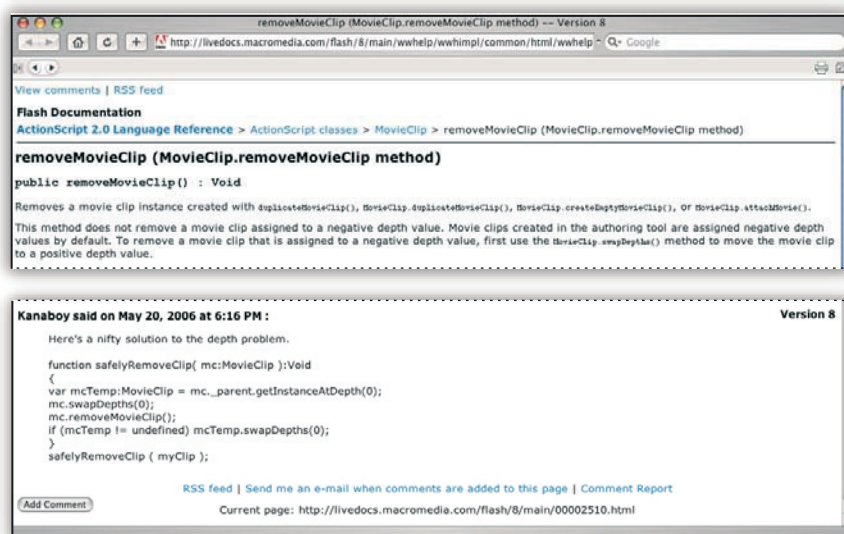 removeMovieClip (MovieClip.removeMovieClip method) -- Version 8
http://livedocs.macromedia.com/flash/8/main/wwhelp/wwhimpl/common/html/wwhelp
Google
View comments | RSS feed
Flash Documentation
ActionScript 2.0 Language Reference > ActionScript classes > MovieClip > removeMovieClip (MovieClip.removeMovieClip method)
removeMovieClip (MovieClip.removeMovieClip method)
public removeMovieClip() : Void
Removes a movie clip instance created with duplicateMovieClip(), MovieClip.duplicateMovieClip(), MovieClip.createEmptyMovieClip(), or MovieClip.attachMovie().
This method does not remove a movie clip assigned to a negative depth value. Movie clips created in the authoring tool are assigned negative depth
values by default. To remove a movie clip that is assigned to a negative depth value, first use the MovieClip.swapDepths() method to move the movie clip
to a positive depth value.
Kanaboy said on May 20, 2006 at 6:16 PM :
Version 8
Here's a nifty solution to the depth problem.
function safelyRemoveClip( mc:MovieClip ):Void
{
var mcTemp:MovieClip = mc._parent.getInstanceAtDepth(0);
mc.swapDepths(0);
mc.removeMovieClip();
if (mcTemp != undefined) mcTemp.swapDepths(0);
}
safelyRemoveClip ( myClip );
RSS feed | Send me an e-mail when comments are added to this page | Comment Report
Add Comment
Current page: http://livedocs.macromedia.com/flash/8/main/00002510.html